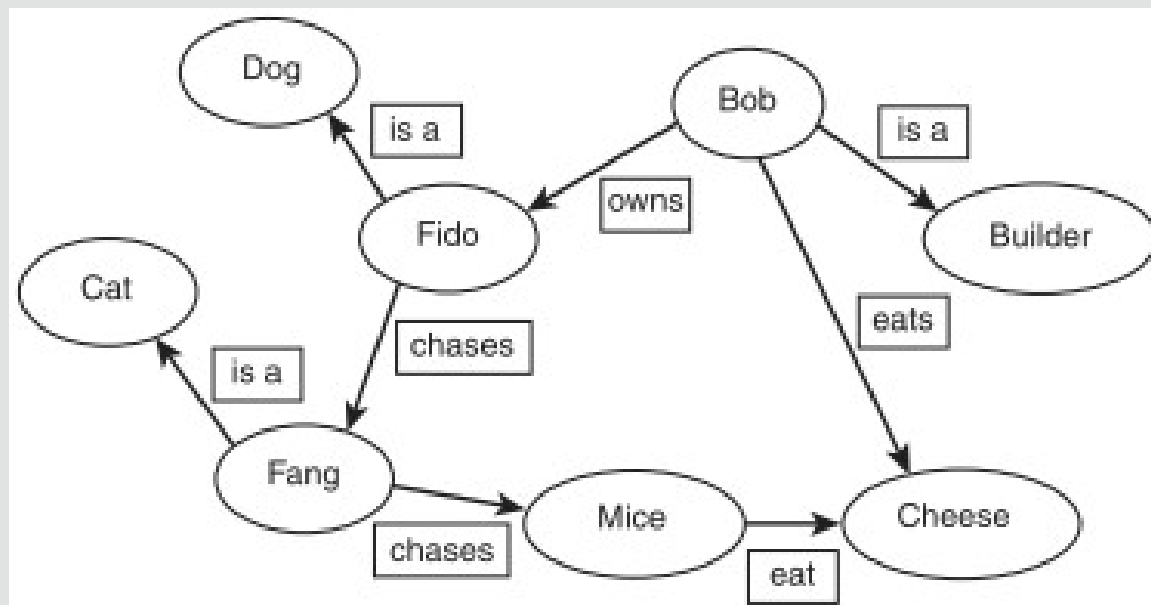 Dog
Bob
is a
is a
owns
Fido
Builder
Cat
eats
chases
is a
Fang
Mice
Cheese
chases
eat